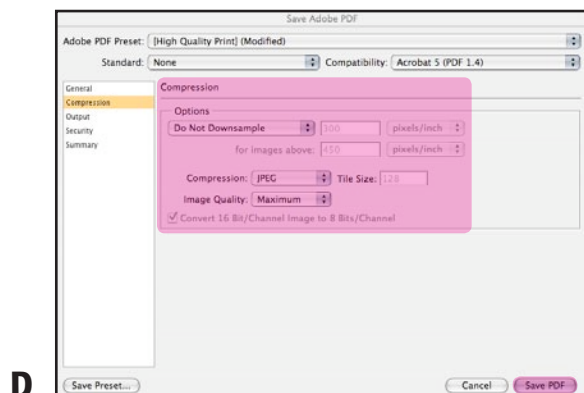 Save Adobe PDF
Adobe PDF Preset: [High Quality Print] (Modified)
Standard: None Compatibility: Acrobat 5 (PDF 1.4)
General
Compression
Output
Security
Summary
Compression
Options
Do Not Downsample 300 pixels/inch
for images above: 450 pixels/inch
Compression: JPEG Tile Size: 128
Image Quality: Maximum
Convert 16 Bit/Channel Image to 8 Bits/Channel
D
Save Preset... Cancel Save PDF